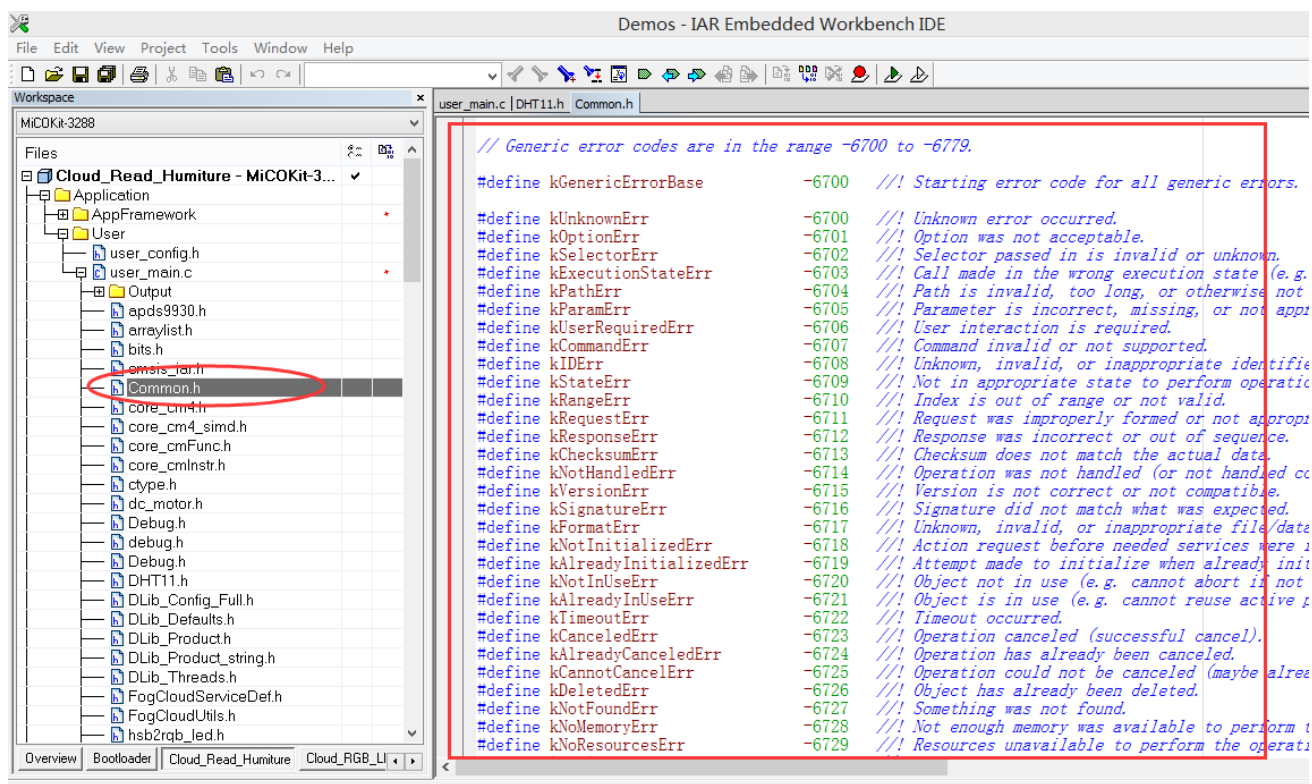 Demos - IAR Embedded Workbench IDE
File Edit View Project Tools Window Help
Workspace
MiCOKit-3288
Files
Cloud_Read_Humiture - MiCOKit-3...
Application
AppFramework
User
user_config.h
user_main.c
Output
apds9930.h
arraylist.h
bits.h
cmsis_iar.h
Common.h
core_cm4.h
core_cm4_simd.h
core_cmFunc.h
core_cmInstr.h
ctype.h
dc_motor.h
Debug.h
debug.h
Debug.h
DHT11.h
DLib_Config_Full.h
DLib_Defaults.h
DLib_Product.h
DLib_Product_string.h
DLib_Threads.h
FogCloudServiceDef.h
FogCloudUtils.h
hsb2rgb_led.h
Overview Bootloader Cloud_Read_Humiture Cloud_RGB_LI
user_main.c | DHT11.h Common.h
// Generic error codes are in the range -6700 to -6779.
#define kGenericErrorBase -6700 //! Starting error code for all generic errors.
#define kUnknownErr -6700 //! Unknown error occurred.
#define kOptionErr -6701 //! Option was not acceptable.
#define kSelectorErr -6702 //! Selector passed in is invalid or unknown.
#define kExecutionStateErr -6703 //! Call made in the wrong execution state (e.g.
#define kPathErr -6704 //! Path is invalid, too long, or otherwise not
#define kParamErr -6705 //! Parameter is incorrect, missing, or not appr
#define kUserRequiredErr -6706 //! User interaction is required.
#define kCommandErr -6707 //! Command invalid or not supported.
#define kIDErr -6708 //! Unknown, invalid, or inappropriate identifie
#define kStateErr -6709 //! Not in appropriate state to perform operatio
#define kRangeErr -6710 //! Index is out of range or not valid.
#define kRequestErr -6711 //! Request was improperly formed or not appropr
#define kResponseErr -6712 //! Response was incorrect or out of sequence.
#define kChecksumErr -6713 //! Checksum does not match the actual data.
#define kNotHandledErr -6714 //! Operation was not handled (or not handled co
#define kVersionErr -6715 //! Version is not correct or not compatible.
#define kSignatureErr -6716 //! Signature did not match what was expected.
#define kFormatErr -6717 //! Unknown, invalid, or inappropriate file/data
#define kNotInitializedErr -6718 //! Action request before needed services were i
#define kAlreadyInitializedErr -6719 //! Attempt made to initialize when already init
#define kNotInUseErr -6720 //! Object not in use (e.g. cannot abort if not
#define kAlreadyInUseErr -6721 //! Object is in use (e.g. cannot reuse active p
#define kTimeoutErr -6722 //! Timeout occurred.
#define kCanceledErr -6723 //! Operation canceled (successful cancel).
#define kAlreadyCanceledErr -6724 //! Operation has already been canceled.
#define kCannotCancelErr -6725 //! Operation could not be canceled (maybe alrea
#define kDeletedErr -6726 //! Object has already been deleted.
#define kNotFoundErr -6727 //! Something was not found.
#define kNoMemoryErr -6728 //! Not enough memory was available to perform t
#define kNoResourcesErr -6729 //! Resources unavailable to perform the operati